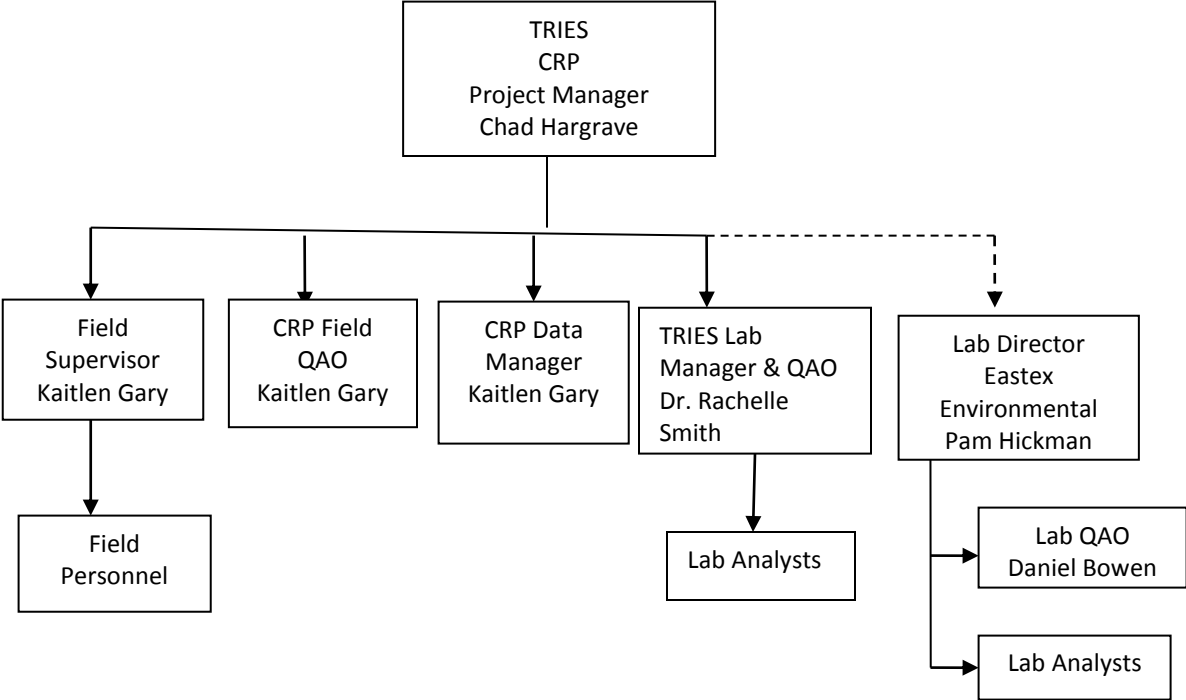 TRIES
CRP
Project Manager
Chad Hargrave
Field
Supervisor
Kaitlen Gary
CRP Field
QAO
Kaitlen Gary
CRP Data
Manager
Kaitlen Gary
TRIES Lab
Manager & QAO
Dr. Rachelle
Smith
Lab Director
Eastex
Environmental
Pam Hickman
Field
Personnel
Lab Analysts
Lab QAO
Daniel Bowen
Lab Analysts